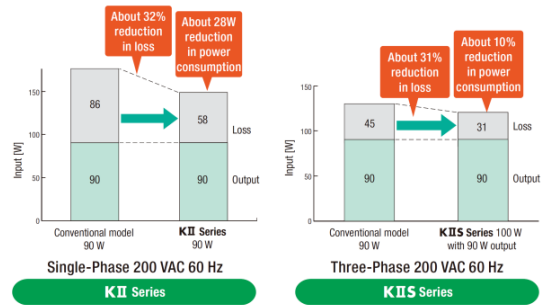 About 32%
reduction
in loss
About 28W
reduction
in power
consumption
150
100
50
0
Input [W]
86
90
58
90
Loss
Output
Conventional model
90 W
KII Series
90 W
Single-Phase 200 VAC 60 Hz
KII Series
About 31%
reduction
in loss
About 10%
reduction
in power
consumption
150
100
50
0
Input [W]
45
90
31
90
Loss
Output
Conventional model
90 W
KIIS Series 100 W
with 90 W output
Three-Phase 200 VAC 60 Hz
KIIS Series